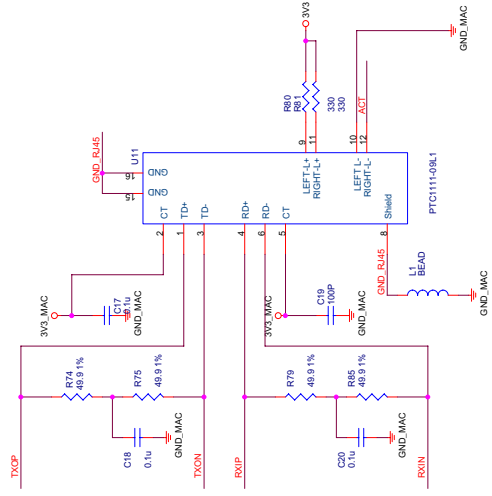 3V3
GND_MAC
R80
R81
330
330
ACT
GND_RJ45
U11
9
11
10
12
16
15
GND
GND
LEFT-L+
RIGHT-L+
LEFT L-
RIGHT-L-
CT
TD+
TD-
RD+
RD-
CT
Shield
PTC1111-09L1
2
1
3
4
6
5
8
GND_RJ45
L1
BEAD
GND_MAC
3V3_MAC
C17
0.1u
GND_MAC
3V3_MAC
C19
100P
GND_MAC
R74
49.9 1%
R75
49.9 1%
R79
49.9 1%
R85
49.9 1%
C18
0.1u
GND_MAC
C20
0.1u
GND_MAC
TXOP
TXON
RXIP
RXIN